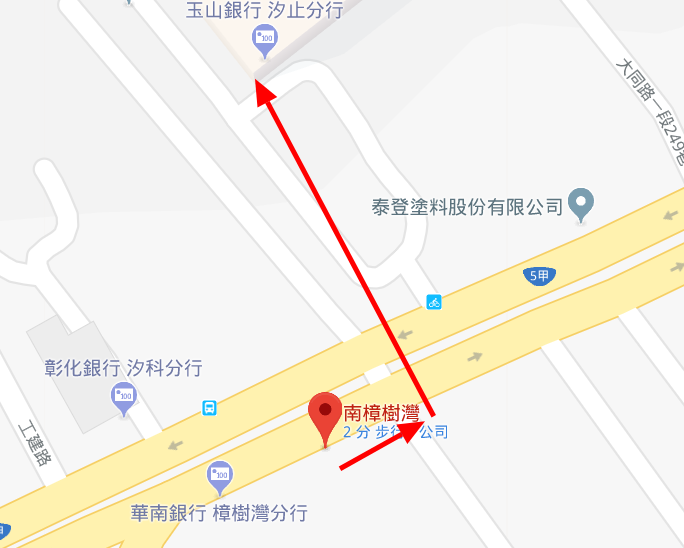 玉山銀行 汐止分行
大同路一段249巷
泰登塗料股份有限公司
5甲
彰化銀行 汐科分行
南樟樹灣
2 分 步行 公司
工建路
華南銀行 樟樹灣分行